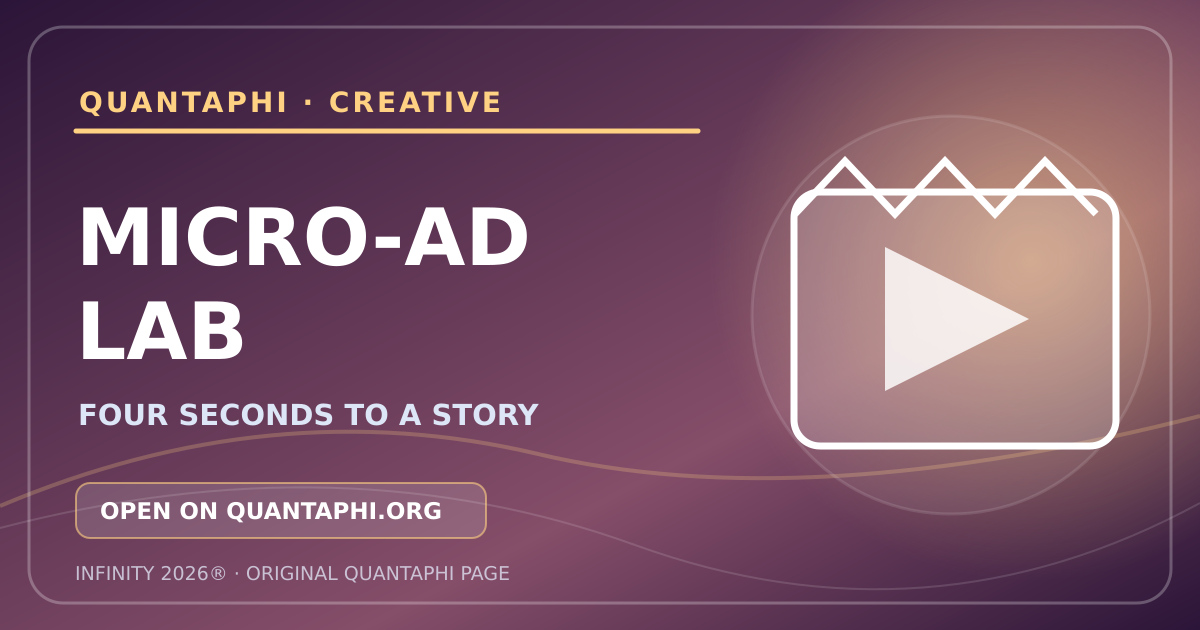 QUANTAPHI · CREATIVE
MICRO-AD
LAB
FOUR SECONDS TO A STORY
OPEN ON QUANTAPHI.ORG
INFINITY 2026® · ORIGINAL QUANTAPHI PAGE